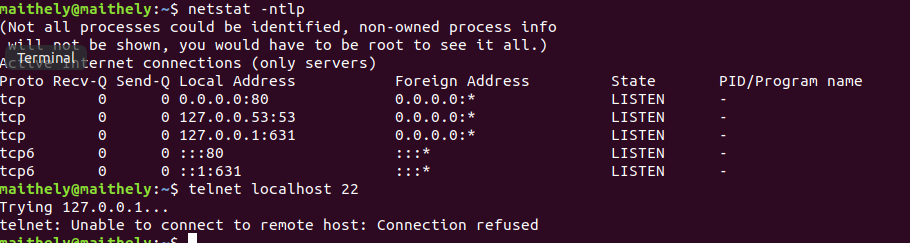 maithely@maithely:~$ netstat -ntlp
(Not all processes could be identified, non-owned process info
 will not be shown, you would have to be root to see it all.)
Terminal
Active Internet connections (only servers)
Proto Recv-Q Send-Q Local Address           Foreign Address         State       PID/Program name
tcp        0      0 0.0.0.0:80              0.0.0.0:*               LISTEN      -
tcp        0      0 127.0.0.53:53           0.0.0.0:*               LISTEN      -
tcp        0      0 127.0.0.1:631           0.0.0.0:*               LISTEN      -
tcp6       0      0 :::80                   :::*                    LISTEN      -
tcp6       0      0 ::1:631                 :::*                    LISTEN      -
maithely@maithely:~$ telnet localhost 22
Trying 127.0.0.1...
telnet: Unable to connect to remote host: Connection refused
maithely@maithely:~$